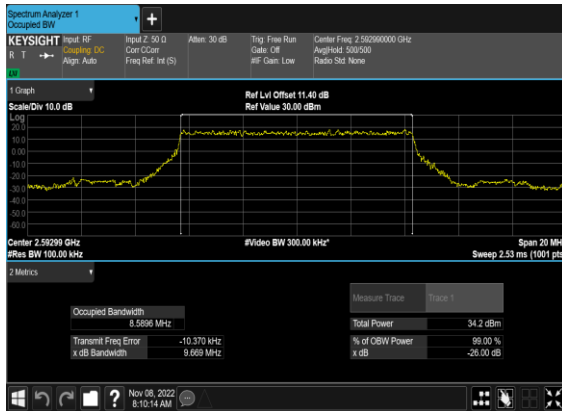 Spectrum Analyzer 1
Occupied BW
KEYSIGHT
R T
Input: RF
Coupling: DC
Align: Auto
Input Z: 50 Ω
Corr CCorr
Freq Ref: Int (S)
Atten: 30 dB
Trig: Free Run
Gate: Off
#IF Gain: Low
Center Freq: 2.592990000 GHz
Avg|Hold: 500/500
Radio Std: None
1 Graph
Scale/Div 10.0 dB
Ref Lvl Offset 11.40 dB
Ref Value 30.00 dBm
Log
20.0
10.0
0.00
-10.0
-20.0
-30.0
-40.0
-50.0
-60.0
Center 2.59299 GHz
#Res BW 100.00 kHz
#Video BW 300.00 kHz*
Span 20 MH
Sweep 2.53 ms (1001 pts
2 Metrics
Measure Trace Trace 1
Occupied Bandwidth
8.5896 MHz
Transmit Freq Error -10.370 kHz
x dB Bandwidth 9.669 MHz
Total Power 34.2 dBm
% of OBW Power 99.00 %
x dB -26.00 dB
?
Nov 08, 2022
8:10:14 AM